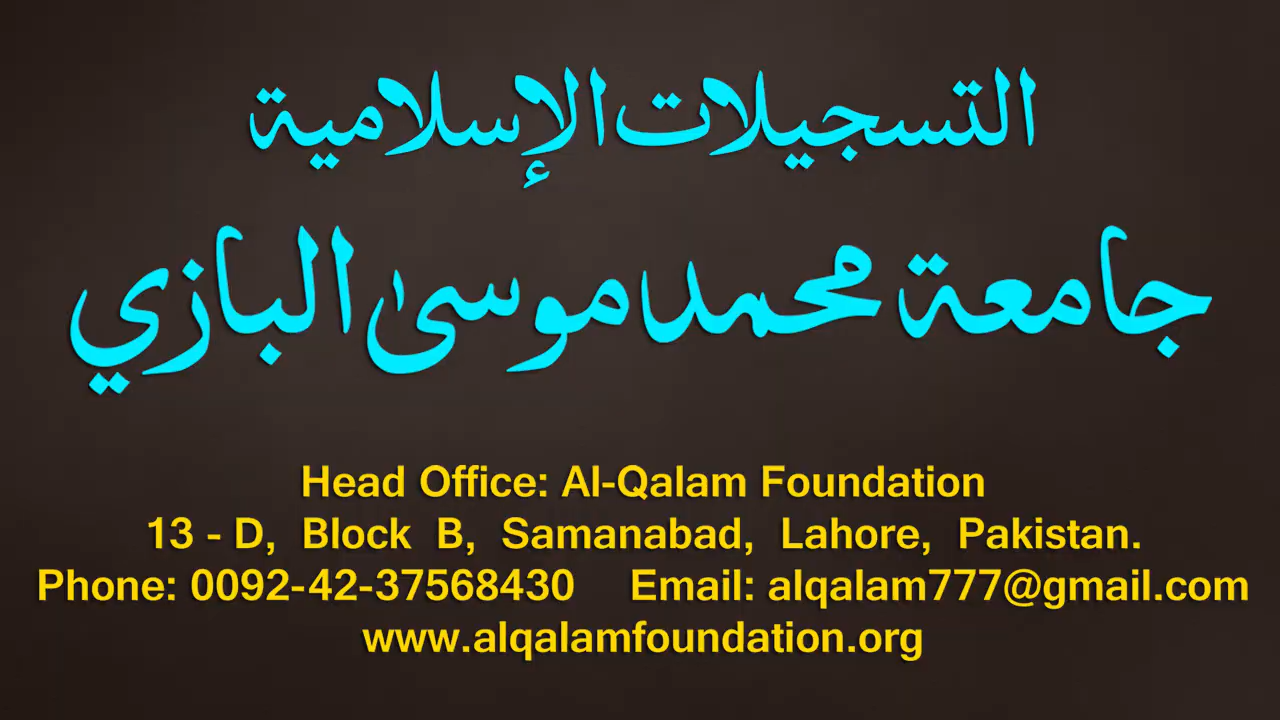 التسجيلات الإسلامية
جامعة محمد موسىٰ البازي
Head Office: Al-Qalam Foundation
13 - D, Block B, Samanabad, Lahore, Pakistan.
Phone: 0092-42-37568430 Email: alqalam777@gmail.com
www.alqalamfoundation.org